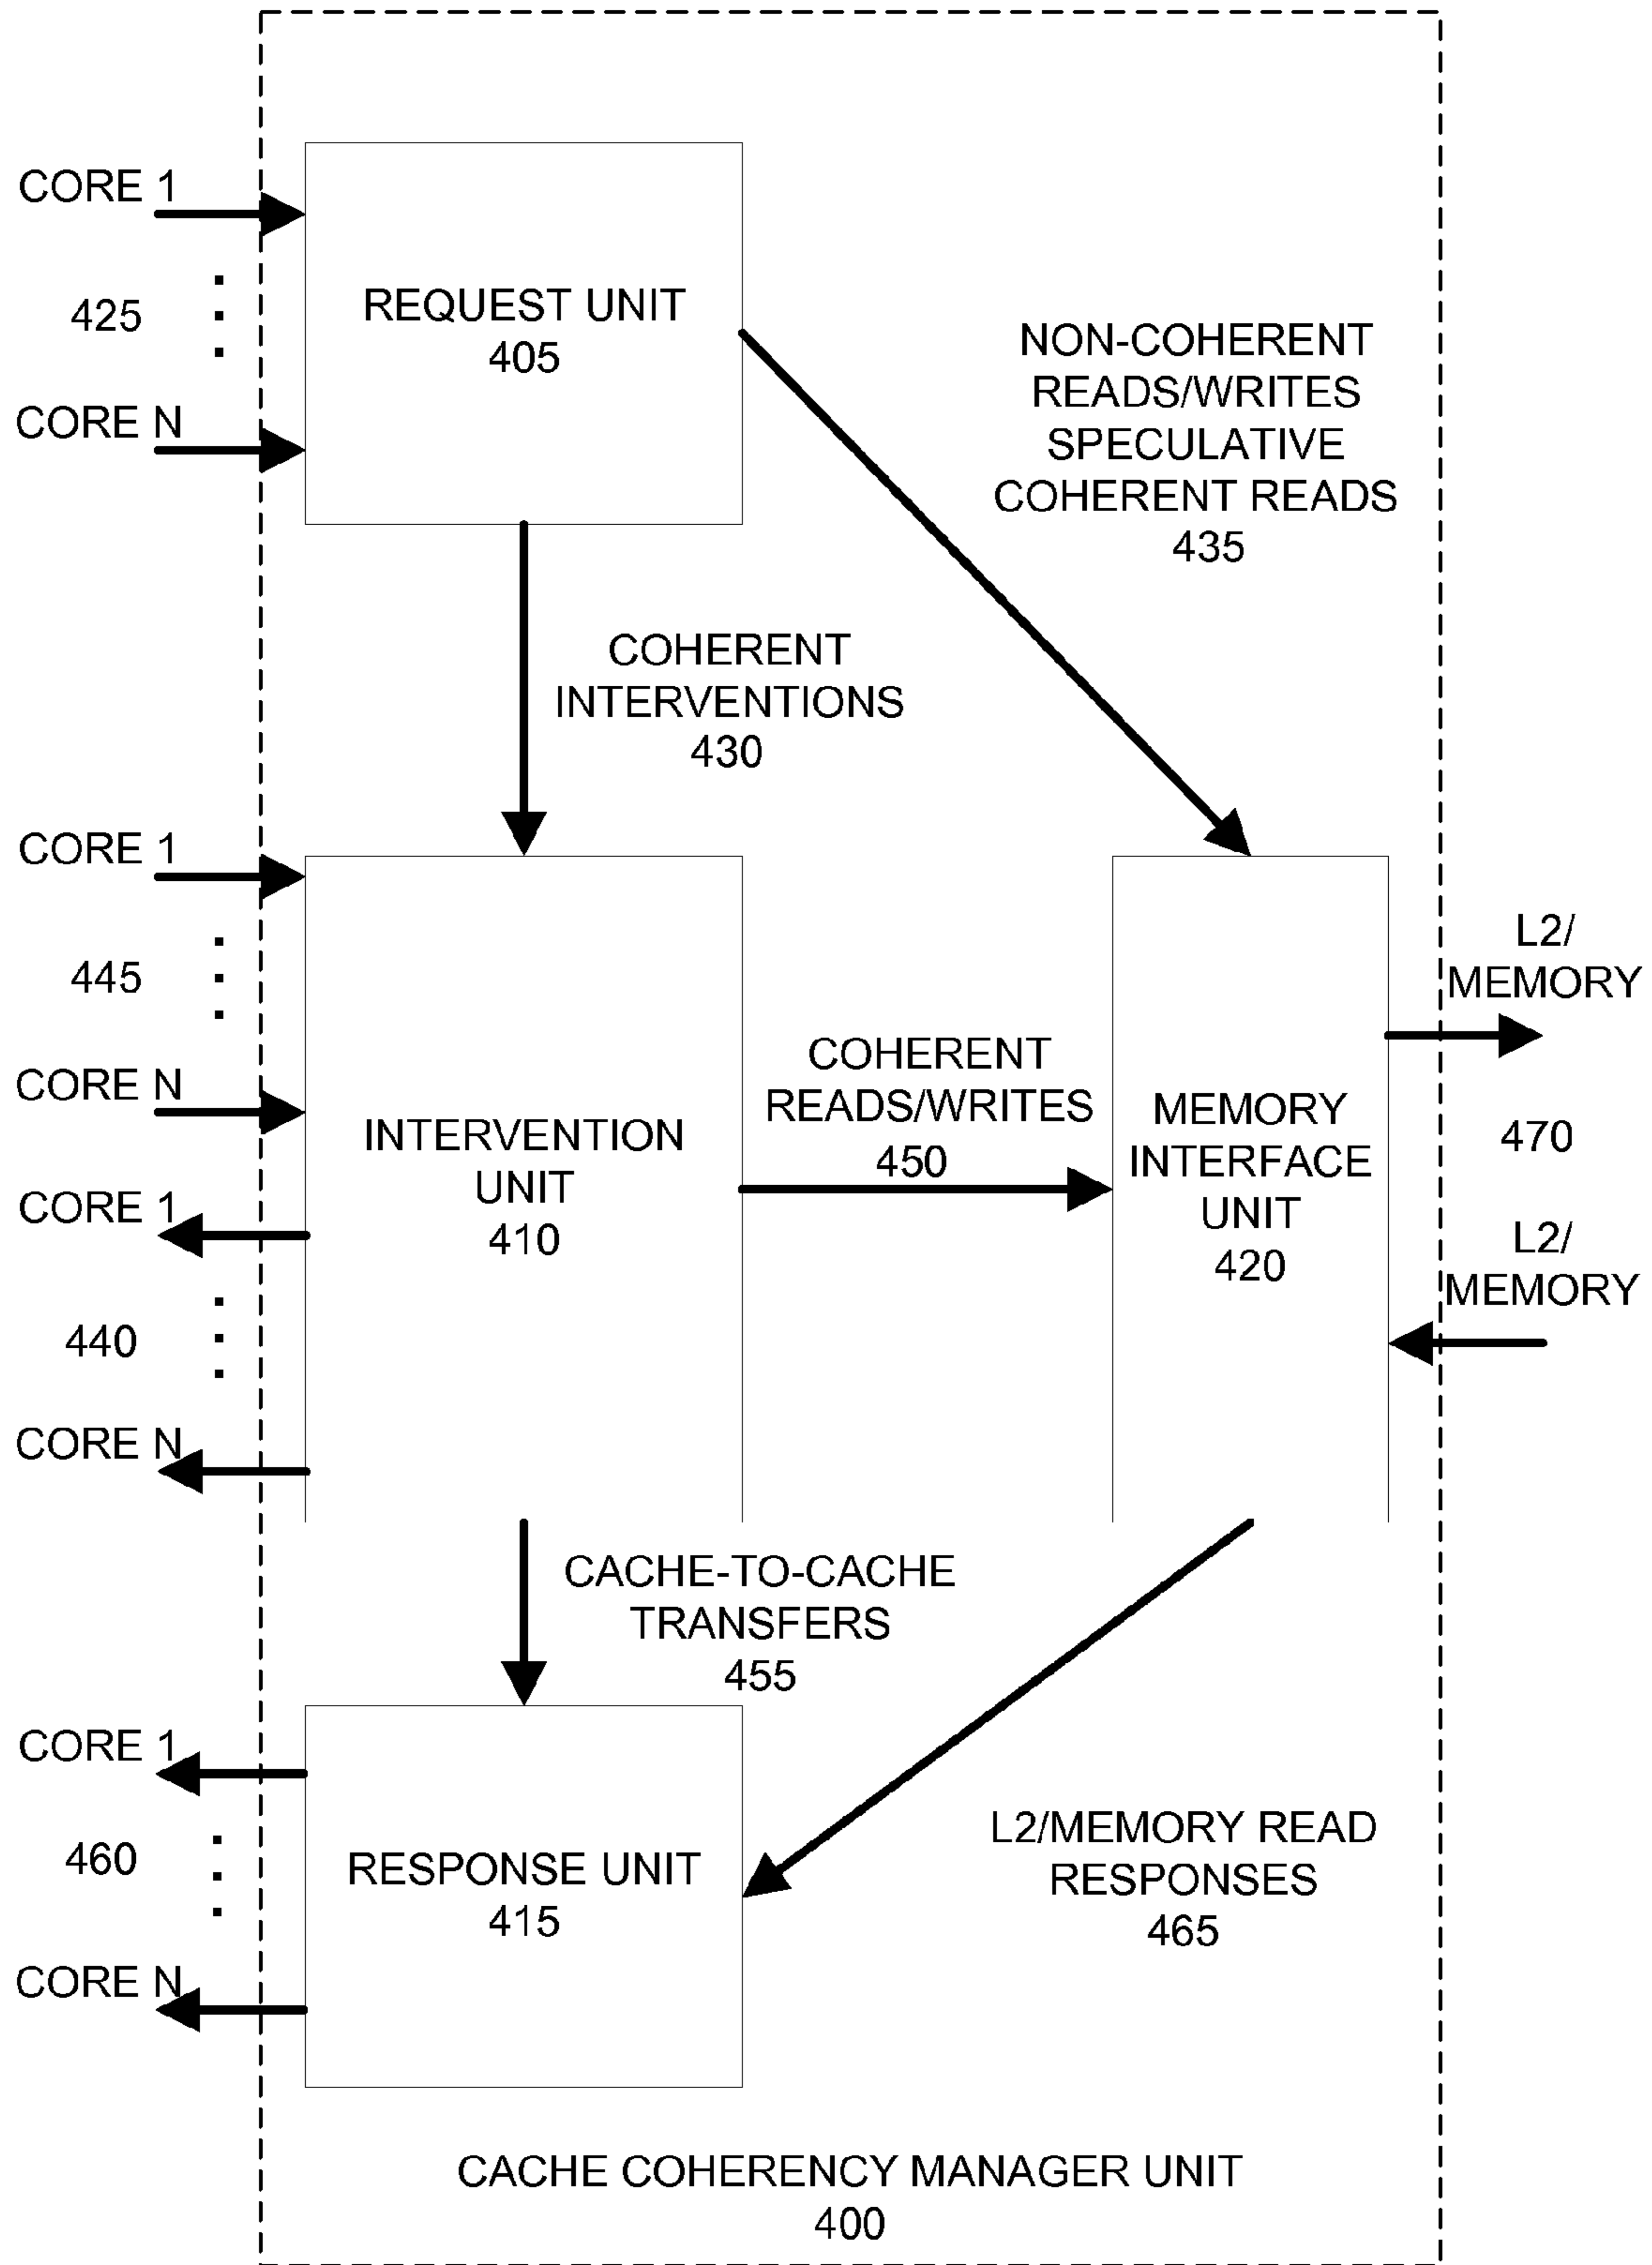 CORE 1
425
CORE N
REQUEST UNIT
405
NON-COHERENT
READS/WRITES
SPECULATIVE
COHERENT READS
435
COHERENT
INTERVENTIONS
430
CORE 1
445
CORE N
CORE 1
440
CORE N
INTERVENTION
UNIT
410
COHERENT
READS/WRITES
450
MEMORY
INTERFACE
UNIT
420
L2/
MEMORY
470
L2/
MEMORY
CACHE-TO-CACHE
TRANSFERS
455
CORE 1
460
CORE N
RESPONSE UNIT
415
L2/MEMORY READ
RESPONSES
465
CACHE COHERENCY MANAGER UNIT
400